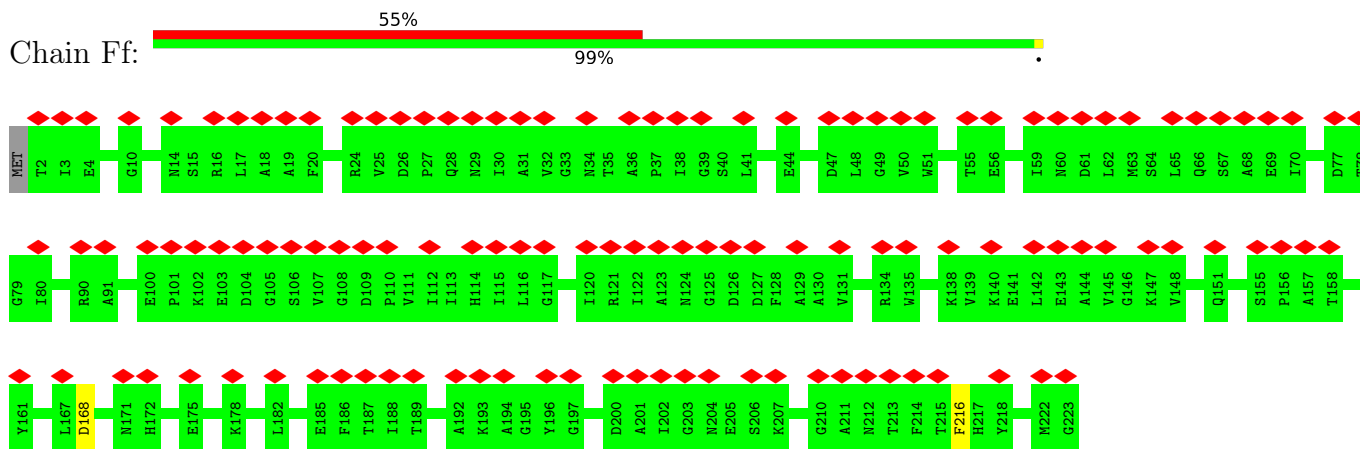 55%
Chain Ff:
99%
.
MET T2 I3 E4 G10 N14 S15 R16 L17 A18 A19 F20 R24 V25 D26 P27 Q28 N29 I30 A31 V32 G33 N34 T35 A36 P37 I38 G39 S40 L41 E44 D47 L48 G49 V50 W51 T55 E56 I59 N60 D61 L62 M63 S64 L65 Q66 S67 A68 E69 I70 D77 T78
G79 I80 R90 A91 E100 P101 K102 E103 D104 G105 S106 V107 G108 D109 P110 V111 I112 I113 H114 I115 L116 G117 I120 R121 I122 A123 N124 G125 D126 D127 F128 A129 A130 V131 R134 W135 K138 V139 K140 E141 L142 E143 A144 V145 G146 K147 V148 Q151 S155 P156 A157 T158
Y161 L167 D168 N171 H172 E175 K178 L182 E185 F186 T187 I188 T189 A192 K193 A194 G195 Y196 G197 D200 A201 I202 G203 N204 E205 S206 K207 G210 A211 N212 T213 F214 T215 F216 H217 Y218 M222 G223